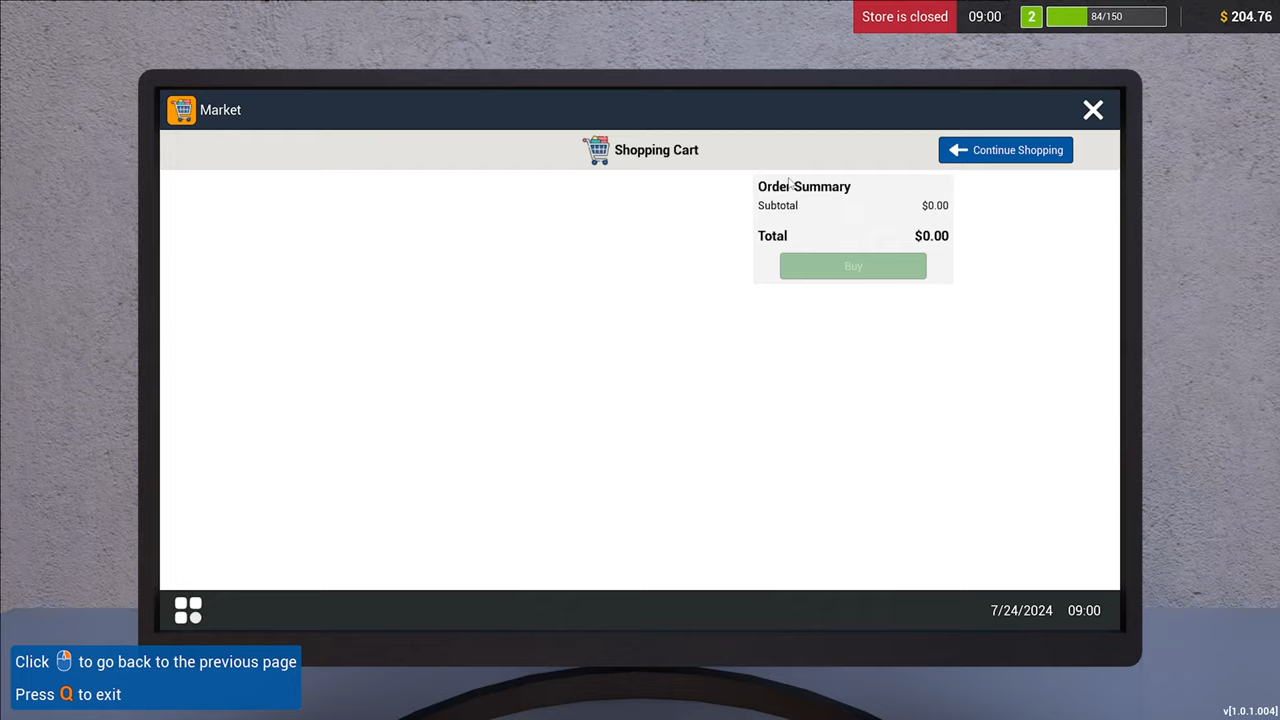 Store is closed 09:00 2 84/150 $ 204.76
Market
Shopping Cart
Continue Shopping
Order Summary
Subtotal $0.00
Total $0.00
Buy
7/24/2024 09:00
Click to go back to the previous page
Press Q to exit
v[1.0.1.004]